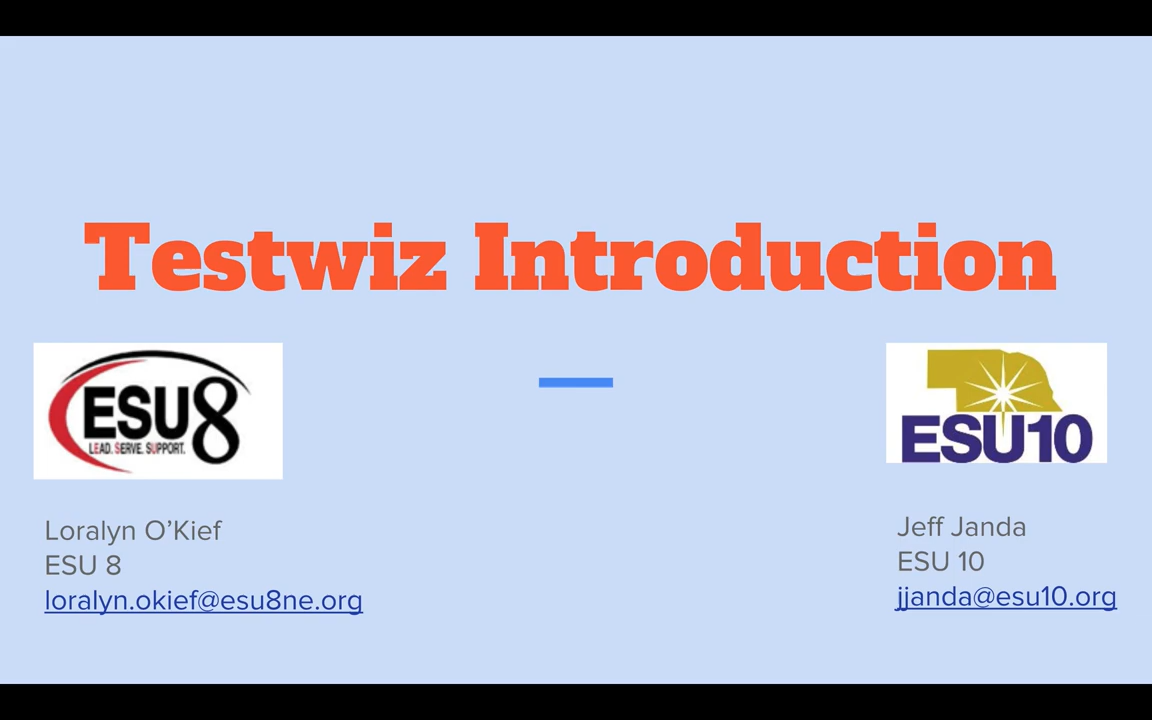 Testwiz Introduction
ESU8
LEAD. SERVE. SUPPORT.
Loralyn O’Kief
ESU 8
loralyn.okief@esu8ne.org
ESU10
Jeff Janda
ESU 10
jjanda@esu10.org